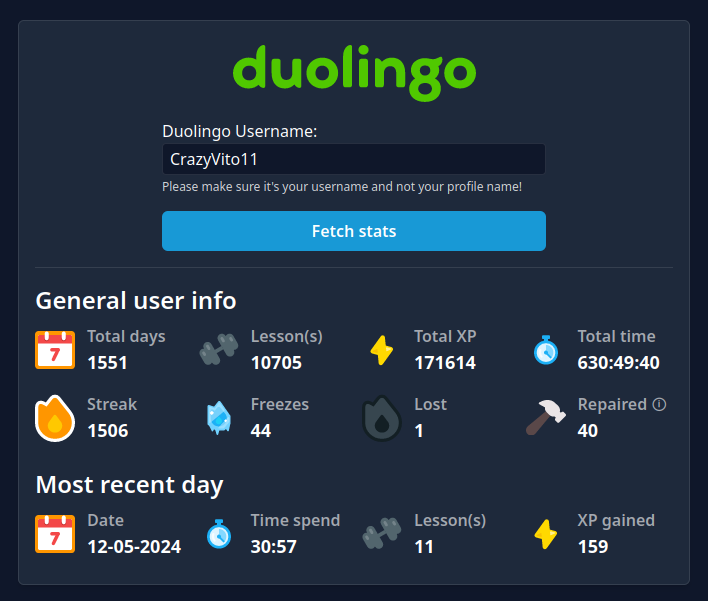 duolingo
Duolingo Username:
CrazyVito11
Please make sure it's your username and not your profile name!
Fetch stats
General user info
Total days Lesson(s) Total XP Total time
7 1551 10705 171614 630:49:40
Streak Freezes Lost Repaired ⓘ
1506 44 1 40
Most recent day
Date Time spend Lesson(s) XP gained
7 12-05-2024 30:57 11 159